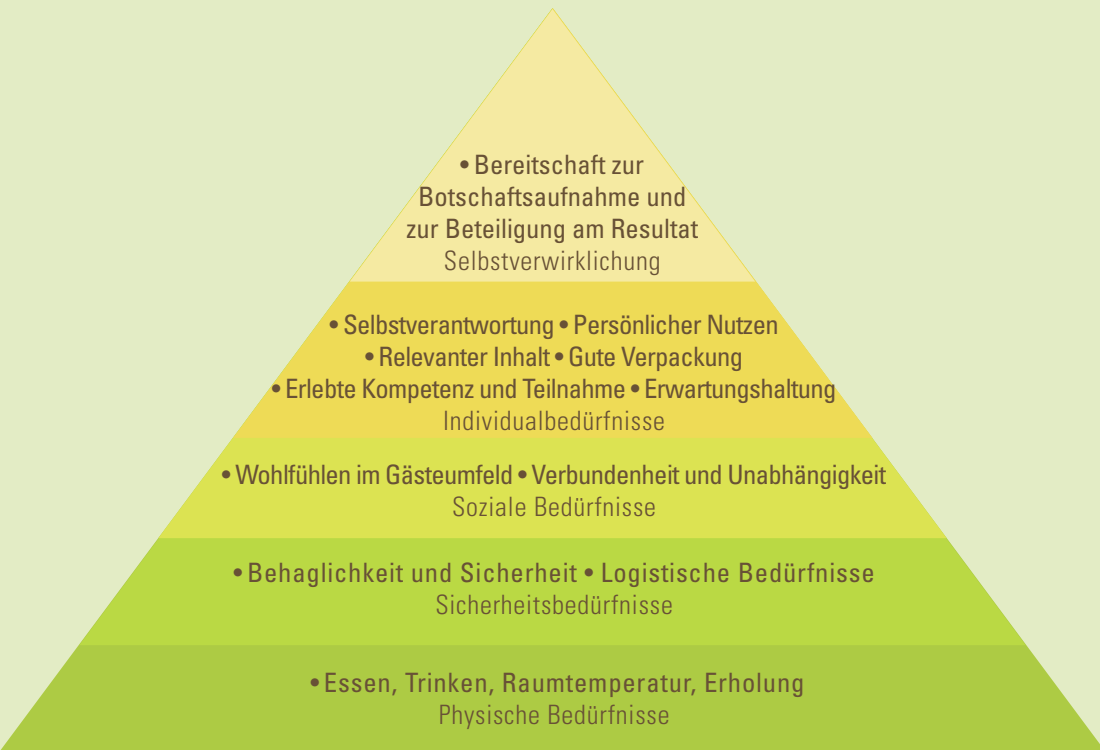 • Bereitschaft zur
Botschaftsaufnahme und
zur Beteiligung am Resultat
Selbstverwirklichung
• Selbstverantwortung • Persönlicher Nutzen
• Relevanter Inhalt • Gute Verpackung
• Erlebte Kompetenz und Teilnahme • Erwartungshaltung
Individualbedürfnisse
• Wohlfühlen im Gästeumfeld • Verbundenheit und Unabhängigkeit
Soziale Bedürfnisse
• Behaglichkeit und Sicherheit • Logistische Bedürfnisse
Sicherheitsbedürfnisse
• Essen, Trinken, Raumtemperatur, Erholung
Physische Bedürfnisse